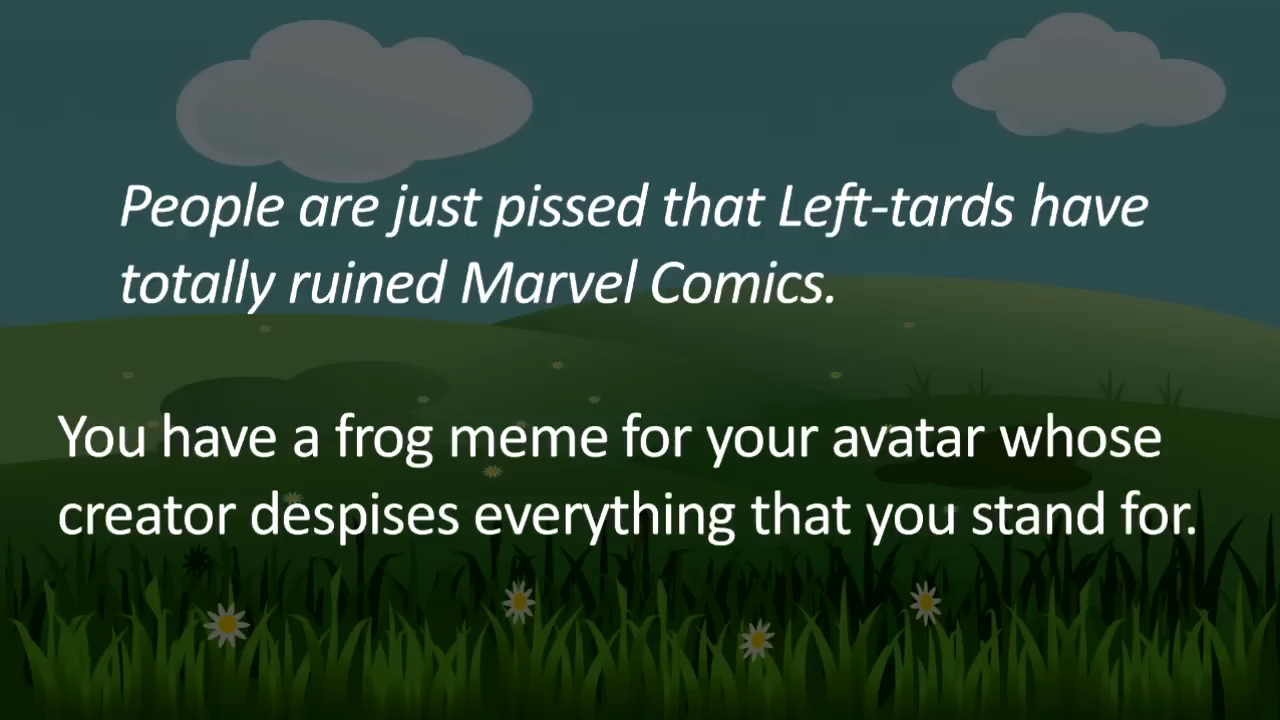 People are just pissed that Left-tards have
totally ruined Marvel Comics.
You have a frog meme for your avatar whose
creator despises everything that you stand for.